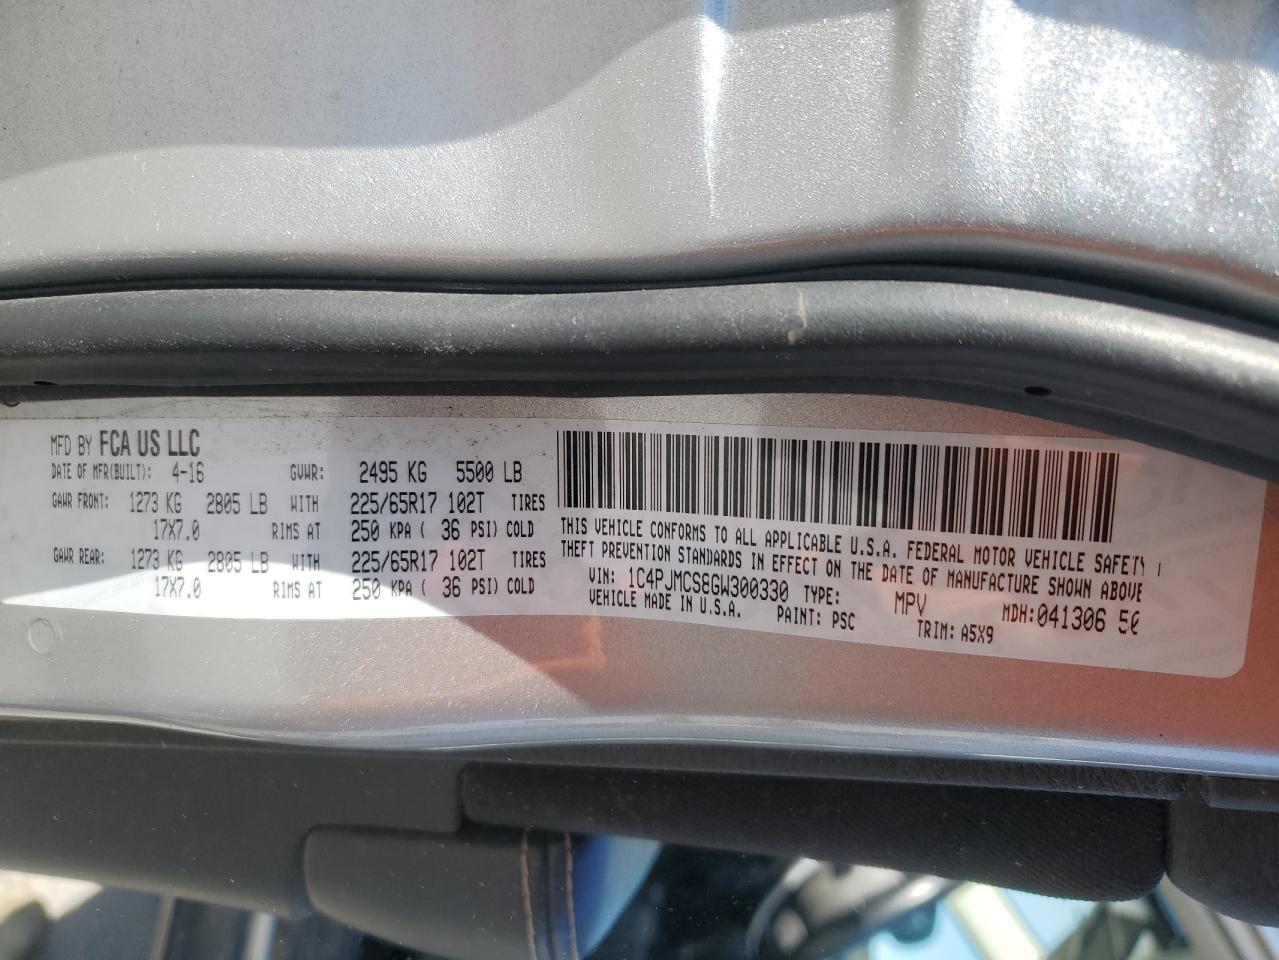 MFD BY FCA US LLC
DATE OF MFR(BUILT): 4-16 GVWR: 2495 KG 5500 LB
GAWR FRONT: 1273 KG 2805 LB WITH 225/65R17 102T TIRES
17X7.0 RIMS AT 250 KPA ( 36 PSI) COLD
GAWR REAR: 1273 KG 2805 LB WITH 225/65R17 102T TIRES
17X7.0 RIMS AT 250 KPA ( 36 PSI) COLD
THIS VEHICLE CONFORMS TO ALL APPLICABLE U.S.A. FEDERAL MOTOR VEHICLE SAFETY
THEFT PREVENTION STANDARDS IN EFFECT ON THE DATE OF MANUFACTURE SHOWN ABOVE
VIN: 1C4PJMCS8GW300330 TYPE: MPV MDH:041306
VEHICLE MADE IN U.S.A. PAINT: PSC TRIM: A5X9